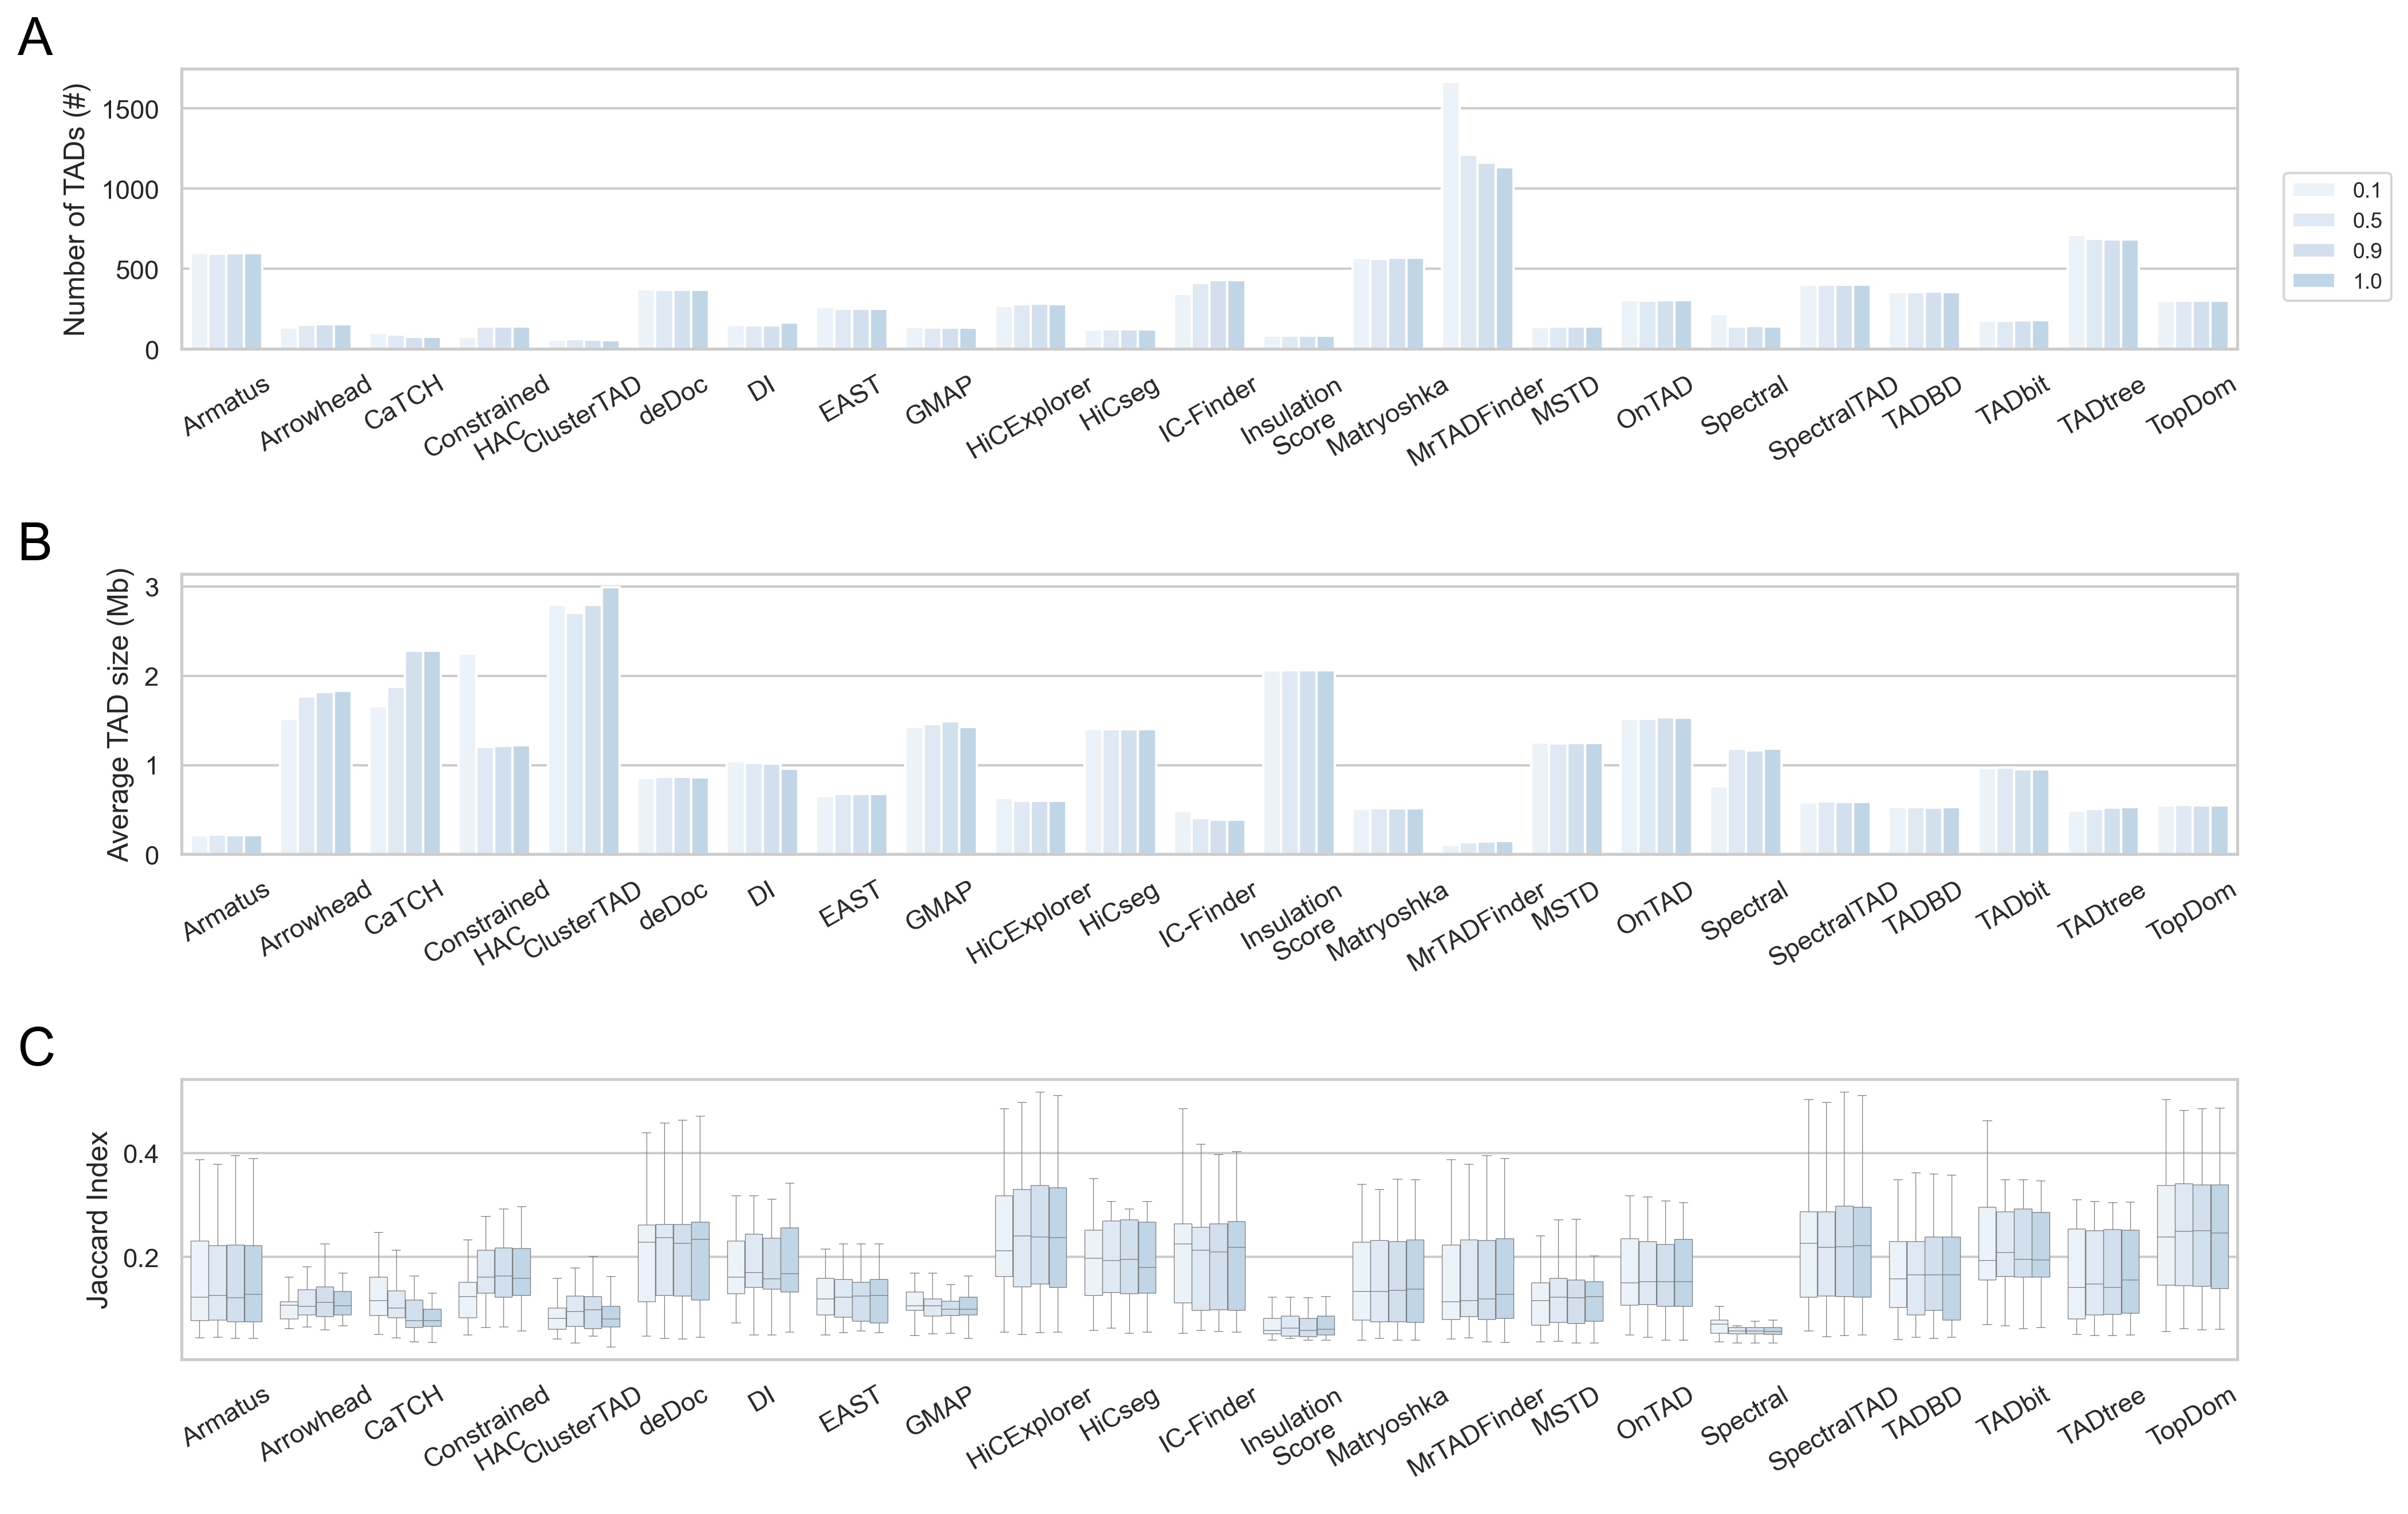 A
Number of TADs (#)
1500
1000
500
0
Armatus
Arrowhead
CaTCH
Constrained
HAC
ClusterTAD
deDoc
DI
EAST
GMAP
HiCExplorer
HiCseg
IC-Finder
Insulation
Score
Matryoshka
MrTADFinder
MSTD
OnTAD
Spectral
SpectralTAD
TADBD
TADbit
TADtree
TopDom
0.1
0.5
0.9
1.0
B
Average TAD size (Mb)
3
2
1
0
Armatus
Arrowhead
CaTCH
Constrained
HAC
ClusterTAD
deDoc
DI
EAST
GMAP
HiCExplorer
HiCseg
IC-Finder
Insulation
Score
Matryoshka
MrTADFinder
MSTD
OnTAD
Spectral
SpectralTAD
TADBD
TADbit
TADtree
TopDom
C
Jaccard Index
0.4
0.2
Armatus
Arrowhead
CaTCH
Constrained
HAC
ClusterTAD
deDoc
DI
EAST
GMAP
HiCExplorer
HiCseg
IC-Finder
Insulation
Score
Matryoshka
MrTADFinder
MSTD
OnTAD
Spectral
SpectralTAD
TADBD
TADbit
TADtree
TopDom